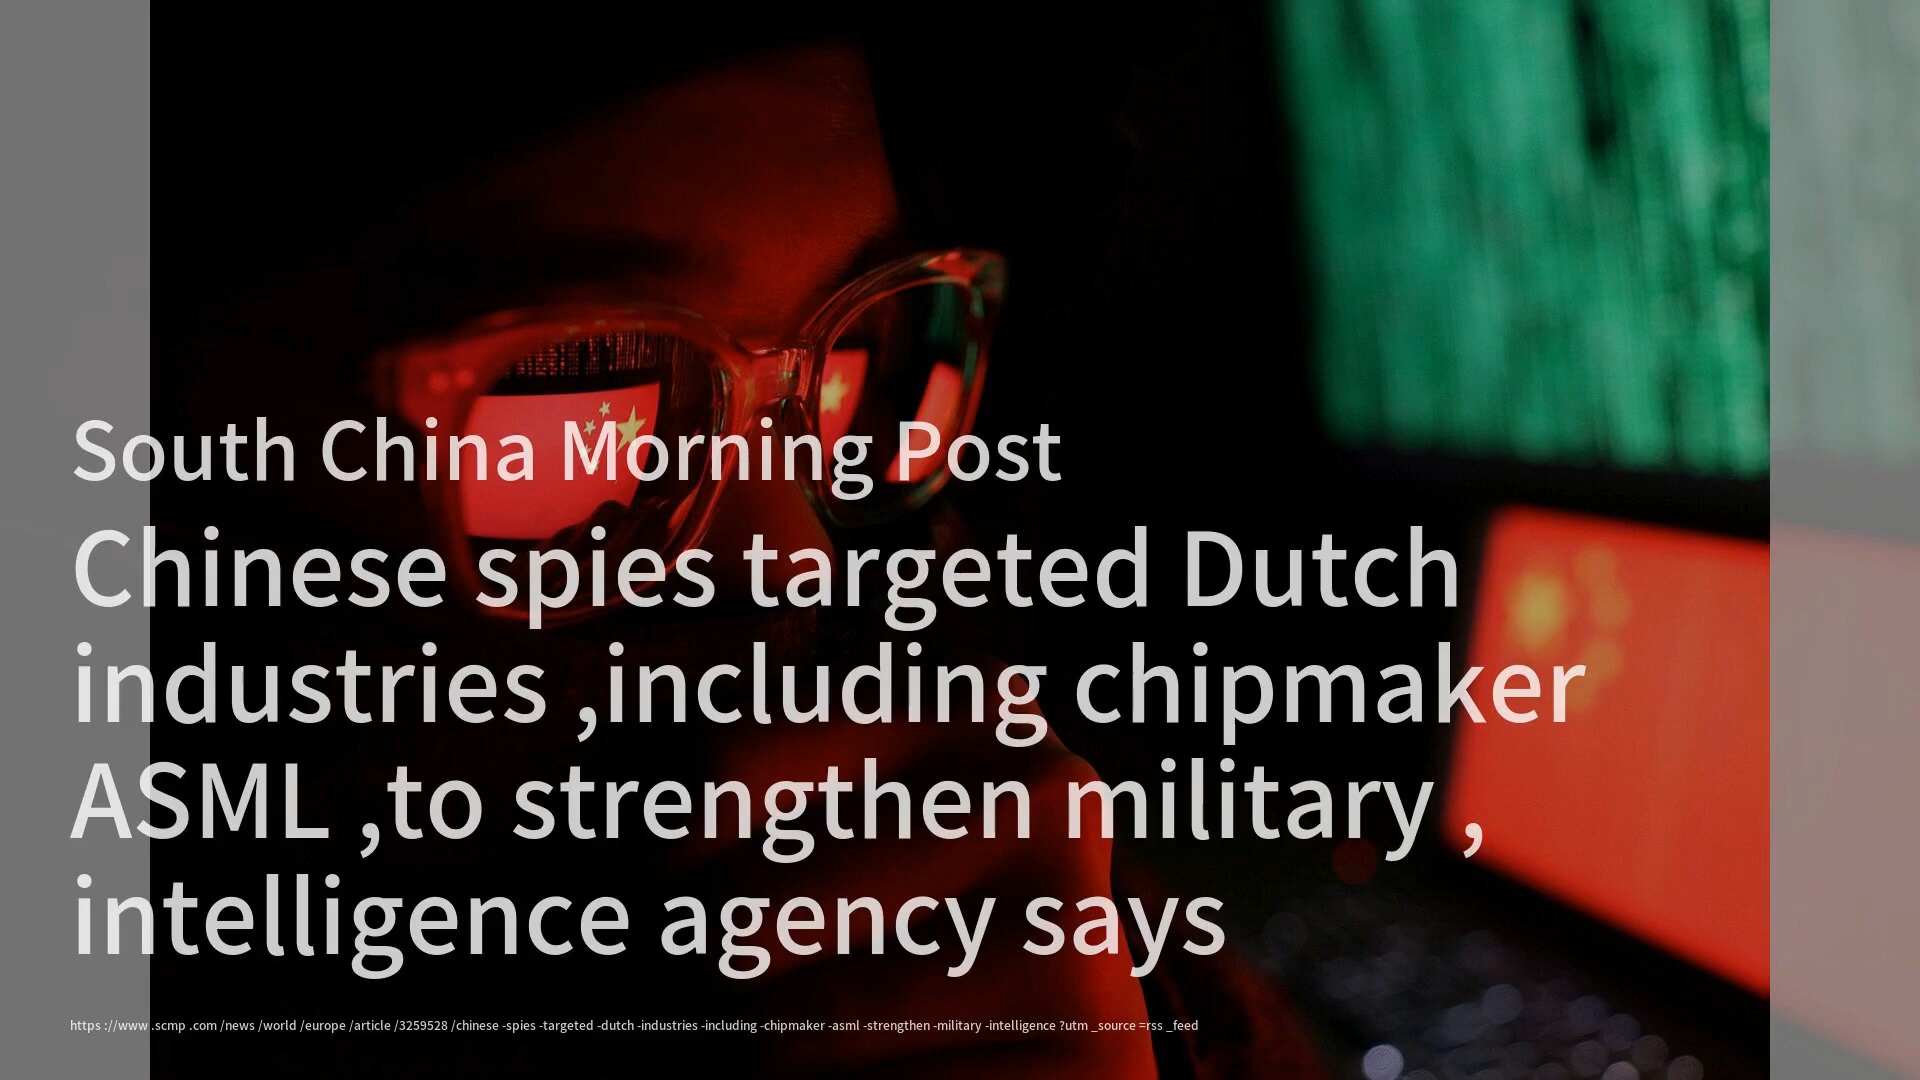 South China Morning Post
Chinese spies targeted Dutch
industries ,including chipmaker
ASML ,to strengthen military ,
intelligence agency says
https ://www .scmp .com /news /world /europe /article /3259528 /chinese -spies -targeted -dutch -industries -including -chipmaker -asml -strengthen -military -intelligence ?utm _source =rss _feed